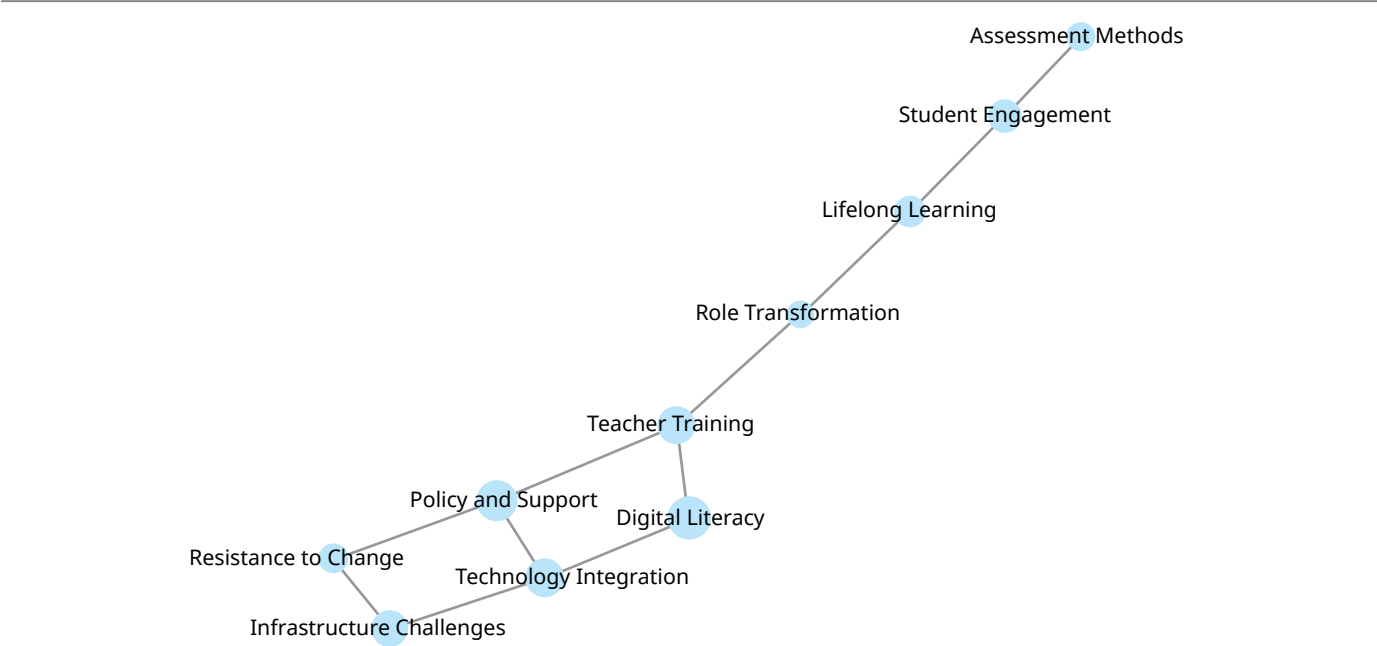 Assessment Methods
Student Engagement
Lifelong Learning
Role Transformation
Teacher Training
Policy and Support
Digital Literacy
Resistance to Change
Technology Integration
Infrastructure Challenges